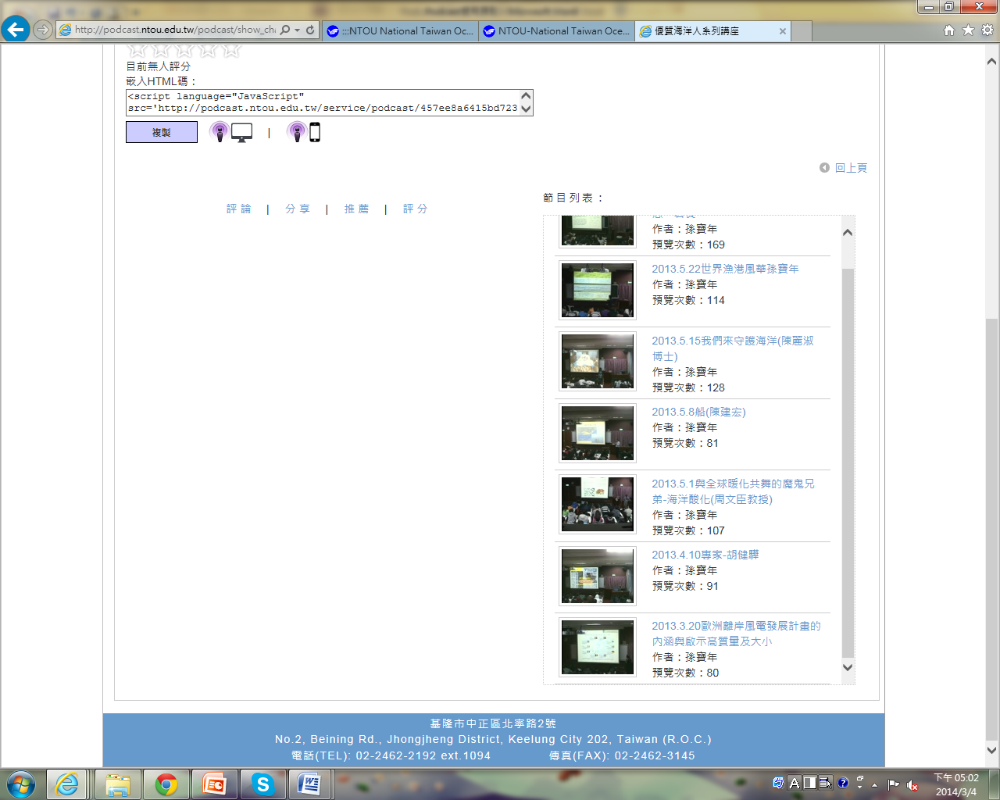 http://podcast.ntou.edu.tw/podcast/show_cha
:::NTOU National Taiwan Oc...
NTOU-National Taiwan Oce...
優質海洋人系列講座
目前無人評分
嵌入HTML碼：
<script language="JavaScript"
src='http://podcast.ntou.edu.tw/service/podcast/457ee8a6415bd723
複製
|
回上頁
評論 | 分享 | 推薦 | 評分
節目列表：
作者：孫寶年
預覽次數：169
2013.5.22世界漁港風華孫寶年
作者：孫寶年
預覽次數：114
2013.5.15我們來守護海洋(陳麗淑
博士)
作者：孫寶年
預覽次數：128
2013.5.8船(陳建宏)
作者：孫寶年
預覽次數：81
2013.5.1與全球暖化共舞的魔鬼兄
弟-海洋酸化(周文臣教授)
作者：孫寶年
預覽次數：107
2013.4.10專家-胡健驊
作者：孫寶年
預覽次數：91
2013.3.20歐洲離岸風電發展計畫的
內涵與啟示高質量及大小
作者：孫寶年
預覽次數：80
基隆市中正區北寧路2號
No.2, Beining Rd., Jhongjheng District, Keelung City 202, Taiwan (R.O.C.)
電話(TEL): 02-2462-2192 ext.1094 傳真(FAX): 02-2462-3145
A
下午 05:02
2014/3/4